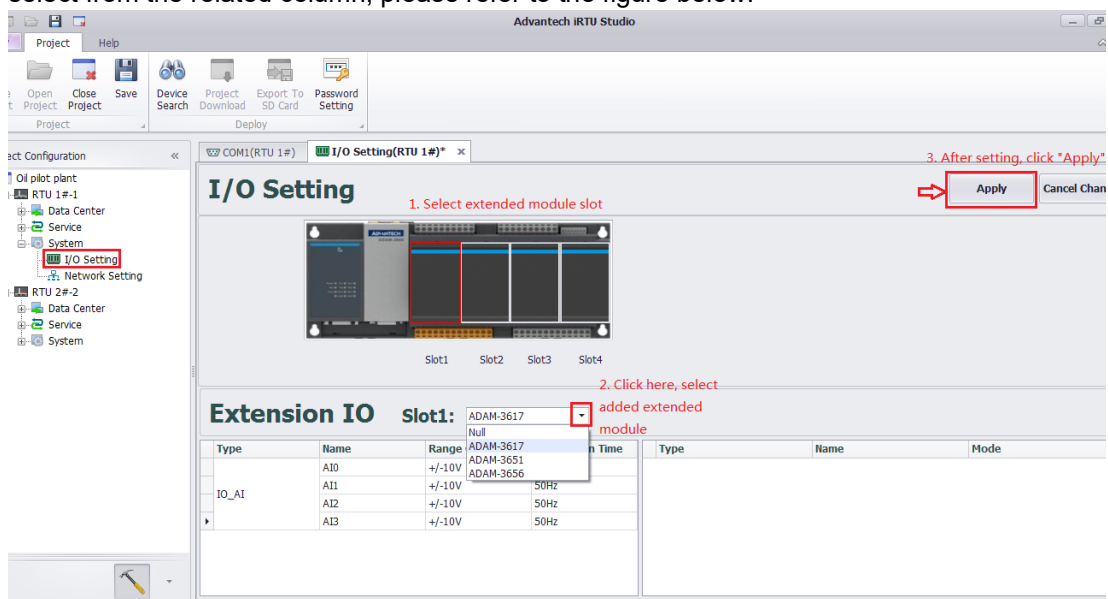 Advantech iRTU Studio
Project Help
Open Close Save Device Project Export To Password
Project Project Search Download SD Card Setting
Project Deploy
ect Configuration «
COM1(RTU 1#) I/O Setting(RTU 1#)* ×
3. After setting, click "Apply"
Oil pilot plant
RTU 1#-1
Data Center
Service
System
I/O Setting
Network Setting
RTU 2#-2
Data Center
Service
System
I/O Setting
Apply Cancel Chan
1. Select extended module slot
ADVANTECH
Slot1 Slot2 Slot3 Slot4
2. Click here, select
added extended
module
Extension IO Slot1: ADAM-3617
Null
ADAM-3617
ADAM-3651
ADAM-3656
Type Name Range n Time Type Name Mode
IO_AI
AI0 +/-10V
AI1 +/-10V 50Hz
AI2 +/-10V 50Hz
AI3 +/-10V 50Hz